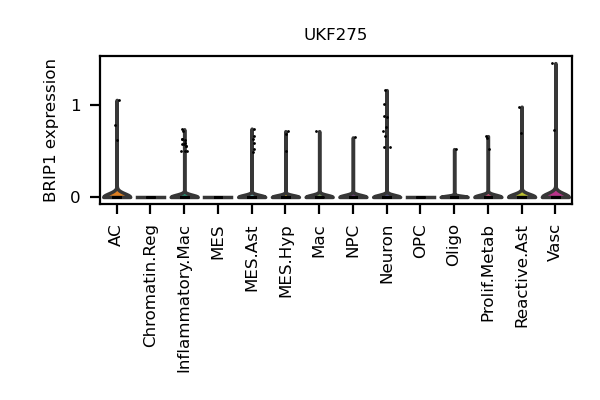 UKF275
BRIP1 expression
1
0
AC
Chromatin.Reg
Inflammatory.Mac
MES
MES.Ast
MES.Hyp
Mac
NPC
Neuron
OPC
Oligo
Prolif.Metab
Reactive.Ast
Vasc